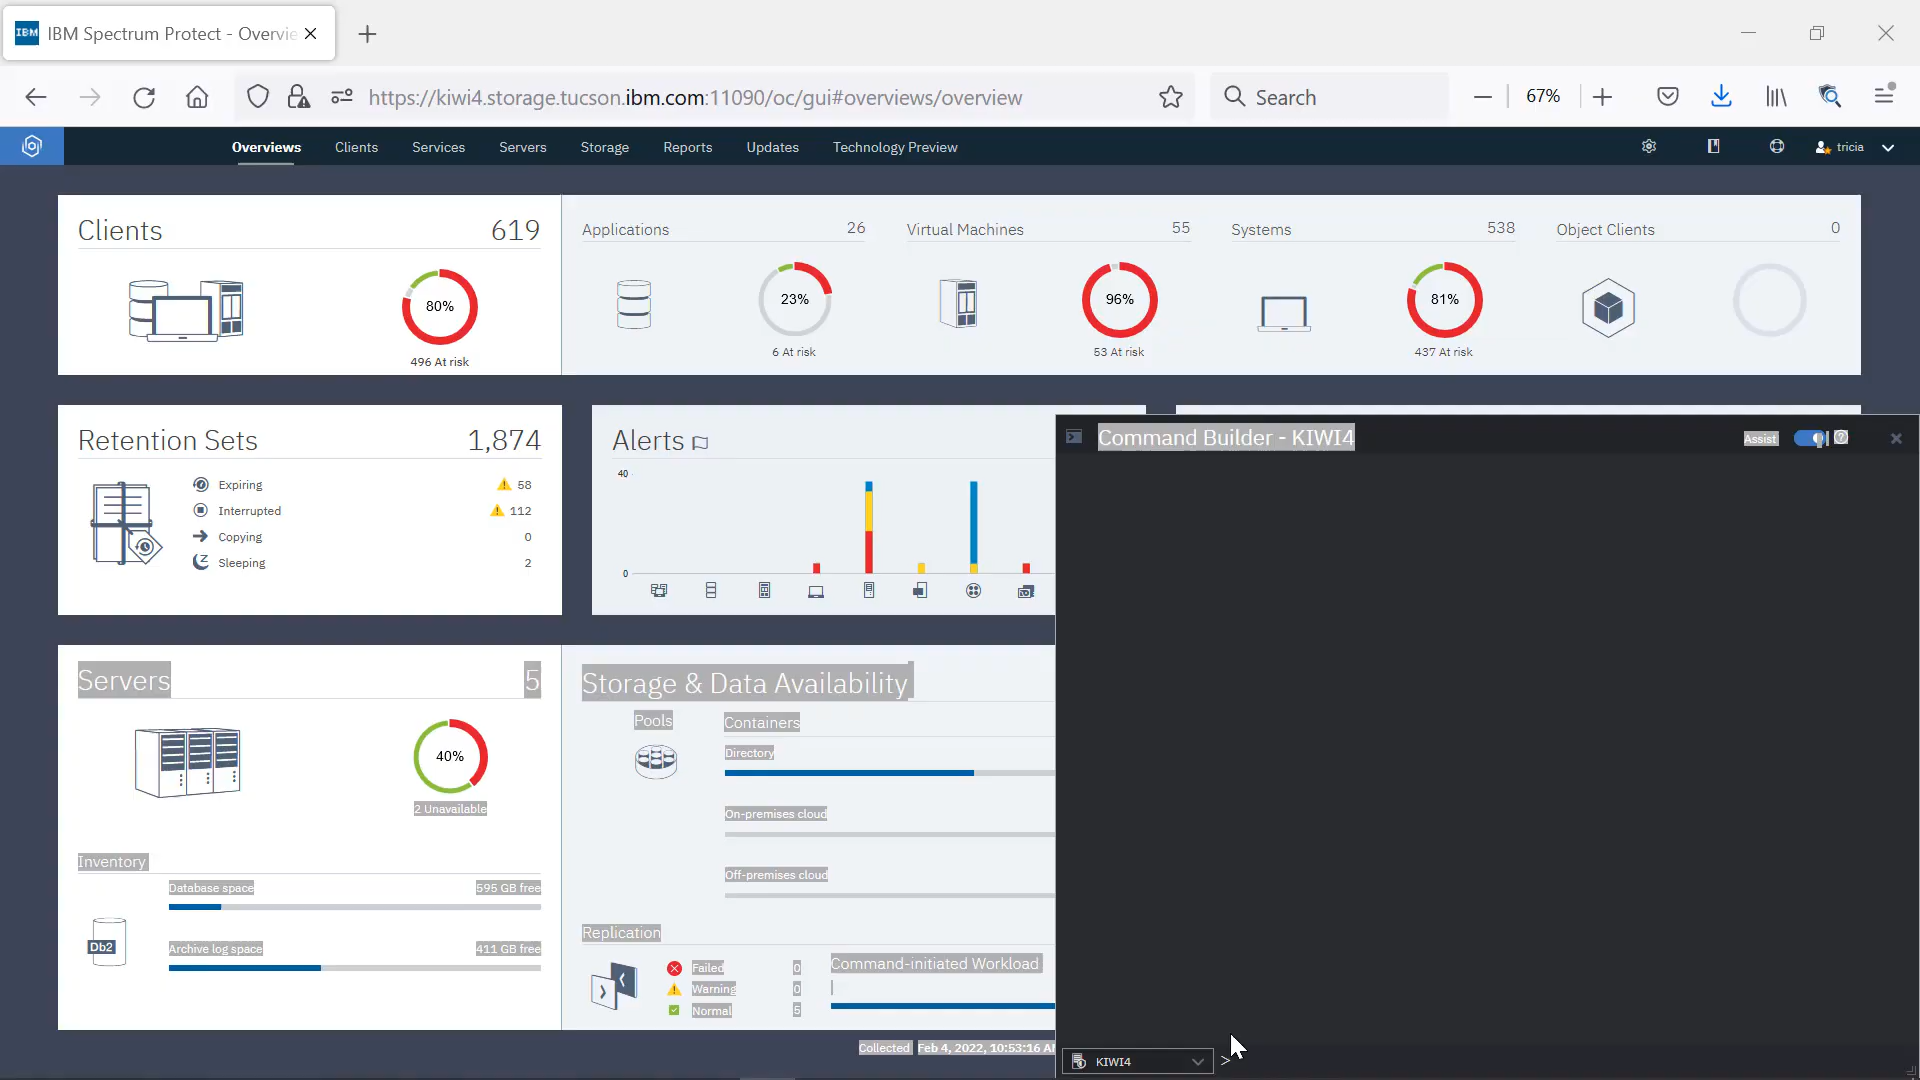 IBM Spectrum Protect - Overvie
https://kiwi4.storage.tucson.ibm.com:11090/oc/gui#overviews/overview
Search
67%
Overviews Clients Services Servers Storage Reports Updates Technology Preview
tricia
Clients 619
80%
496 At risk
Applications 26
23%
6 At risk
Virtual Machines 55
96%
53 At risk
Systems 538
81%
437 At risk
Object Clients 0
Retention Sets 1,874
Expiring 58
Interrupted 112
Copying 0
Sleeping 2
Alerts
40
0
Command Builder - KIWI4
Assist
Servers 5
40%
2 Unavailable
Inventory
Database space 595 GB free
Db2
Archive log space 411 GB free
Storage & Data Availability
Pools
Containers
Directory
On-premises cloud
Off-premises cloud
Replication
Failed 0
Warning 0
Normal 5
Command-initiated Workload
Collected Feb 4, 2022, 10:53:16 AM
KIWI4 >